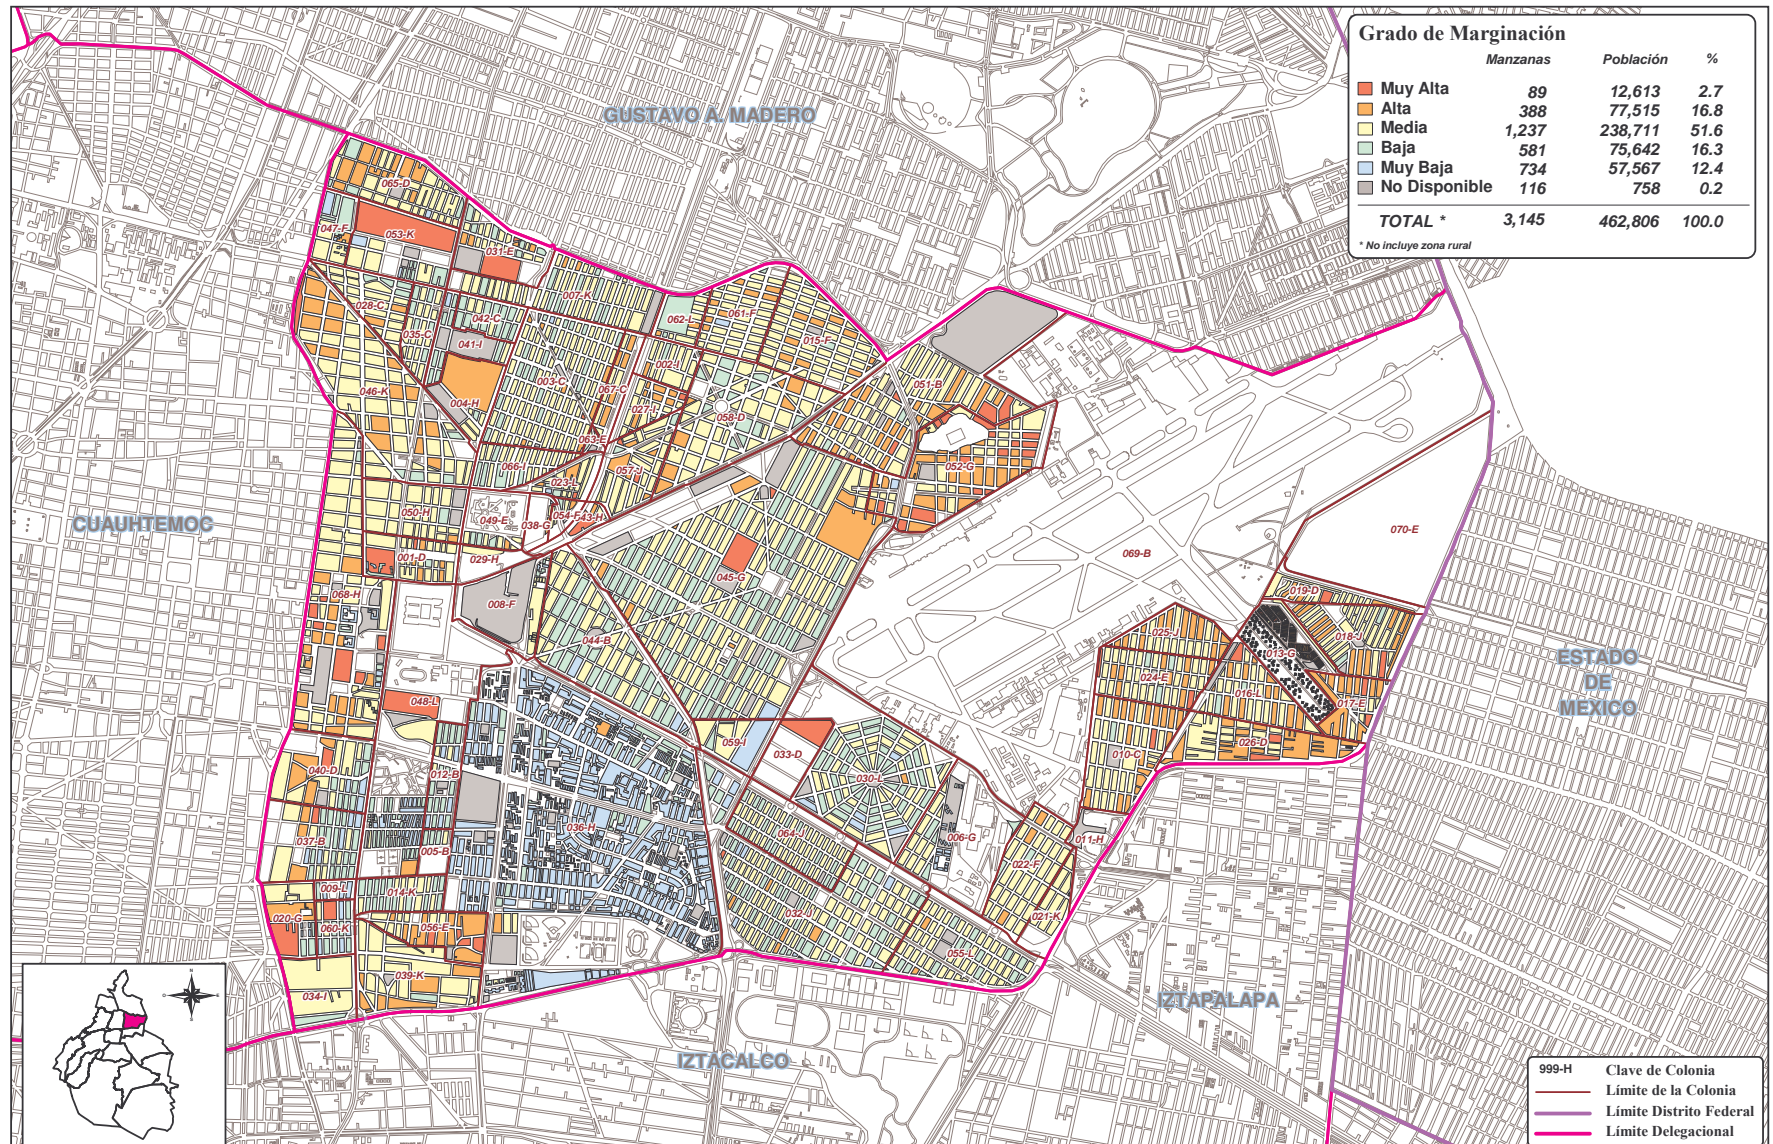 Grado de Marginación
Manzanas Población %
Muy Alta 89 12,613 2.7
Alta 388 77,515 16.8
Media 1,237 238,711 51.6
Baja 581 75,642 16.3
Muy Baja 734 57,567 12.4
No Disponible 116 758 0.2
TOTAL * 3,145 462,806 100.0
* No incluye zona rural
GUSTAVO A. MADERO
CUAUHTEMOC
ESTADO
DE
MEXICO
IZTAPALAPA
IZTACALCO
065-D
047-F
053-K
031-E
007-K
028-C
035-C
042-C
041-I
062-I
061-F
015-F
046-K
004-H
003-C
067-C
002-I
027-I
058-D
051-B
063-E
066-I
023-L
057-J
052-G
050-H
049-E
038-G
054-F
43-H
001-D
029-H
045-G
069-B
070-E
068-H
008-F
044-B
019-D
018-J
025-J
013-G
024-E
016-L
017-E
048-L
059-I
033-D
026-D
010-C
040-D
012-B
030-L
036-H
064-J
006-G
011-H
037-B
005-B
022-F
009-L
014-K
020-G
060-K
056-E
032-J
021-K
039-K
055-L
034-I
999-H Clave de Colonia
Límite de la Colonia
Límite Distrito Federal
Límite Delegacional